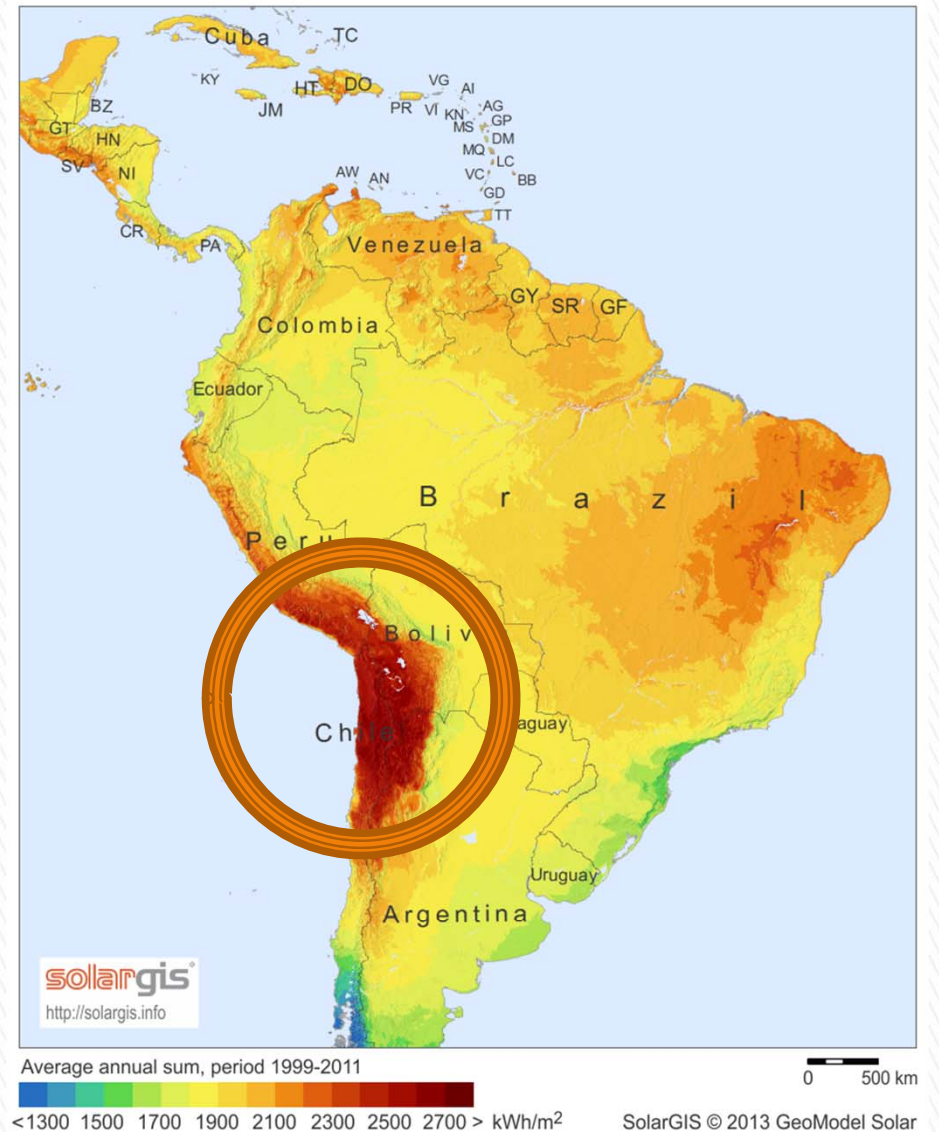 Cuba
TC
KY
HT
DO
JM
PR
VG
VI
AI
KN
AG
MS
GP
DM
MQ
LC
VC
BB
GD
AW
AN
TT
BZ
GT
HN
SV
NI
CR
PA
Venezuela
GY
SR
GF
Colombia
Ecuador
Brazil
Peru
Boliv
Chile
aguay
Uruguay
Argentina
solargis
http://solargis.info
Average annual sum, period 1999-2011
0 500 km
<1300 1500 1700 1900 2100 2300 2500 2700 > kWh/m²
SolarGIS © 2013 GeoModel Solar